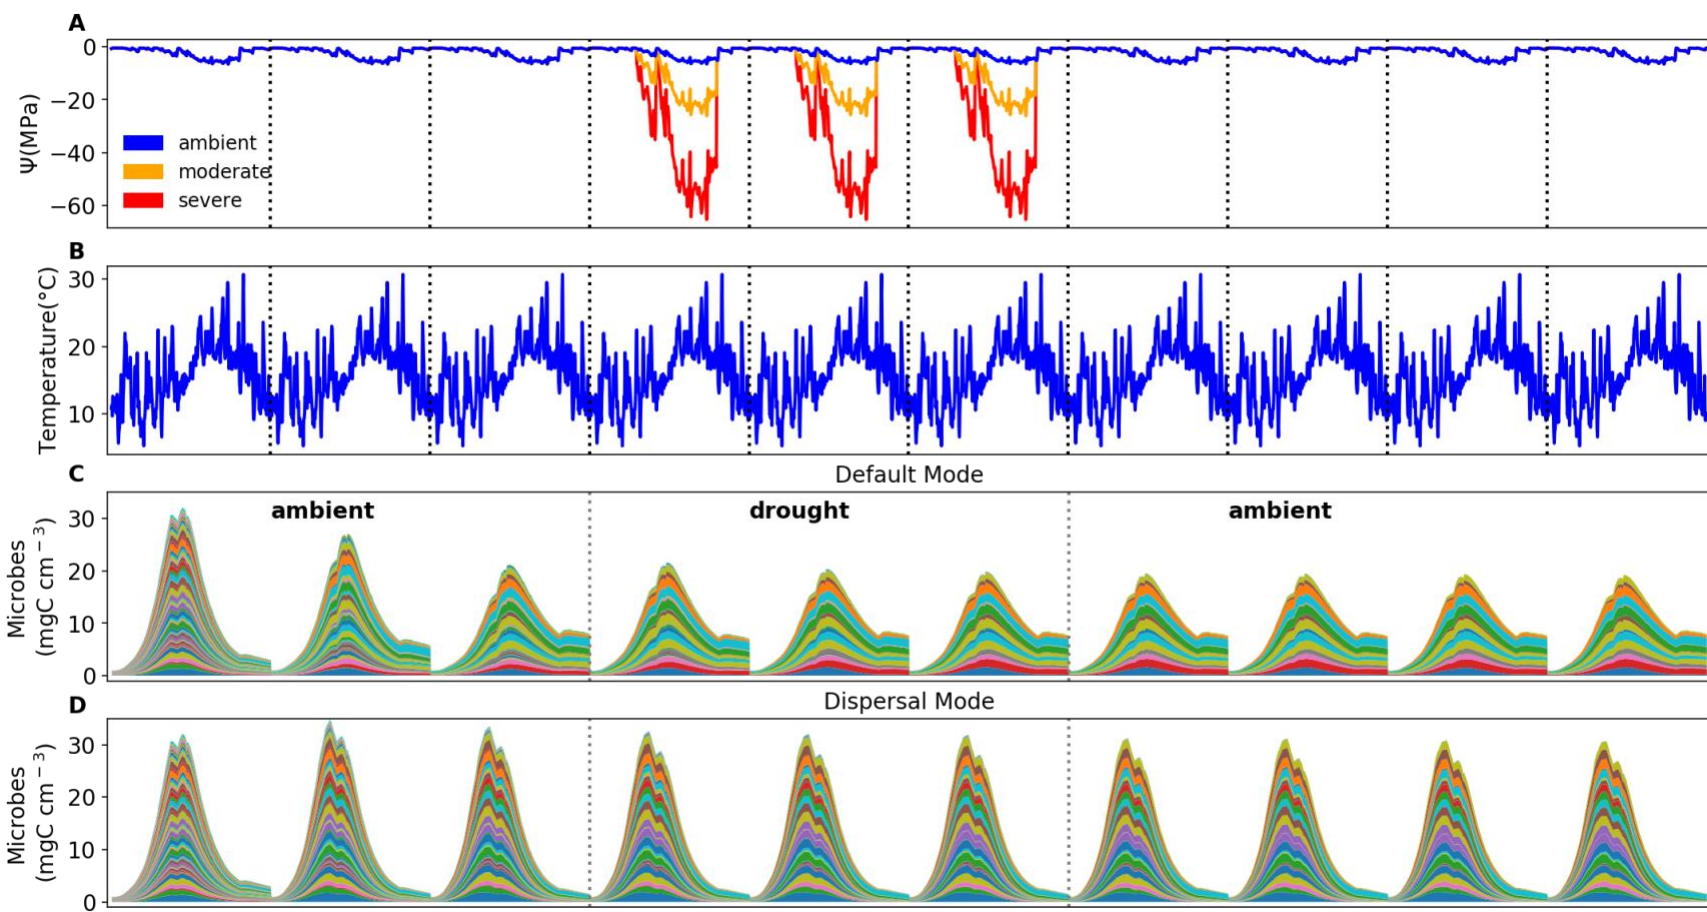 A
0
−20
−40
−60
Ψ(MPa)
ambient
moderate
severe
B
30
20
10
Temperature(°C)
C
Default Mode
30
20
10
0
Microbes
(mgC cm⁻³)
ambient
drought
ambient
D
Dispersal Mode
30
20
10
0
Microbes
(mgC cm⁻³)